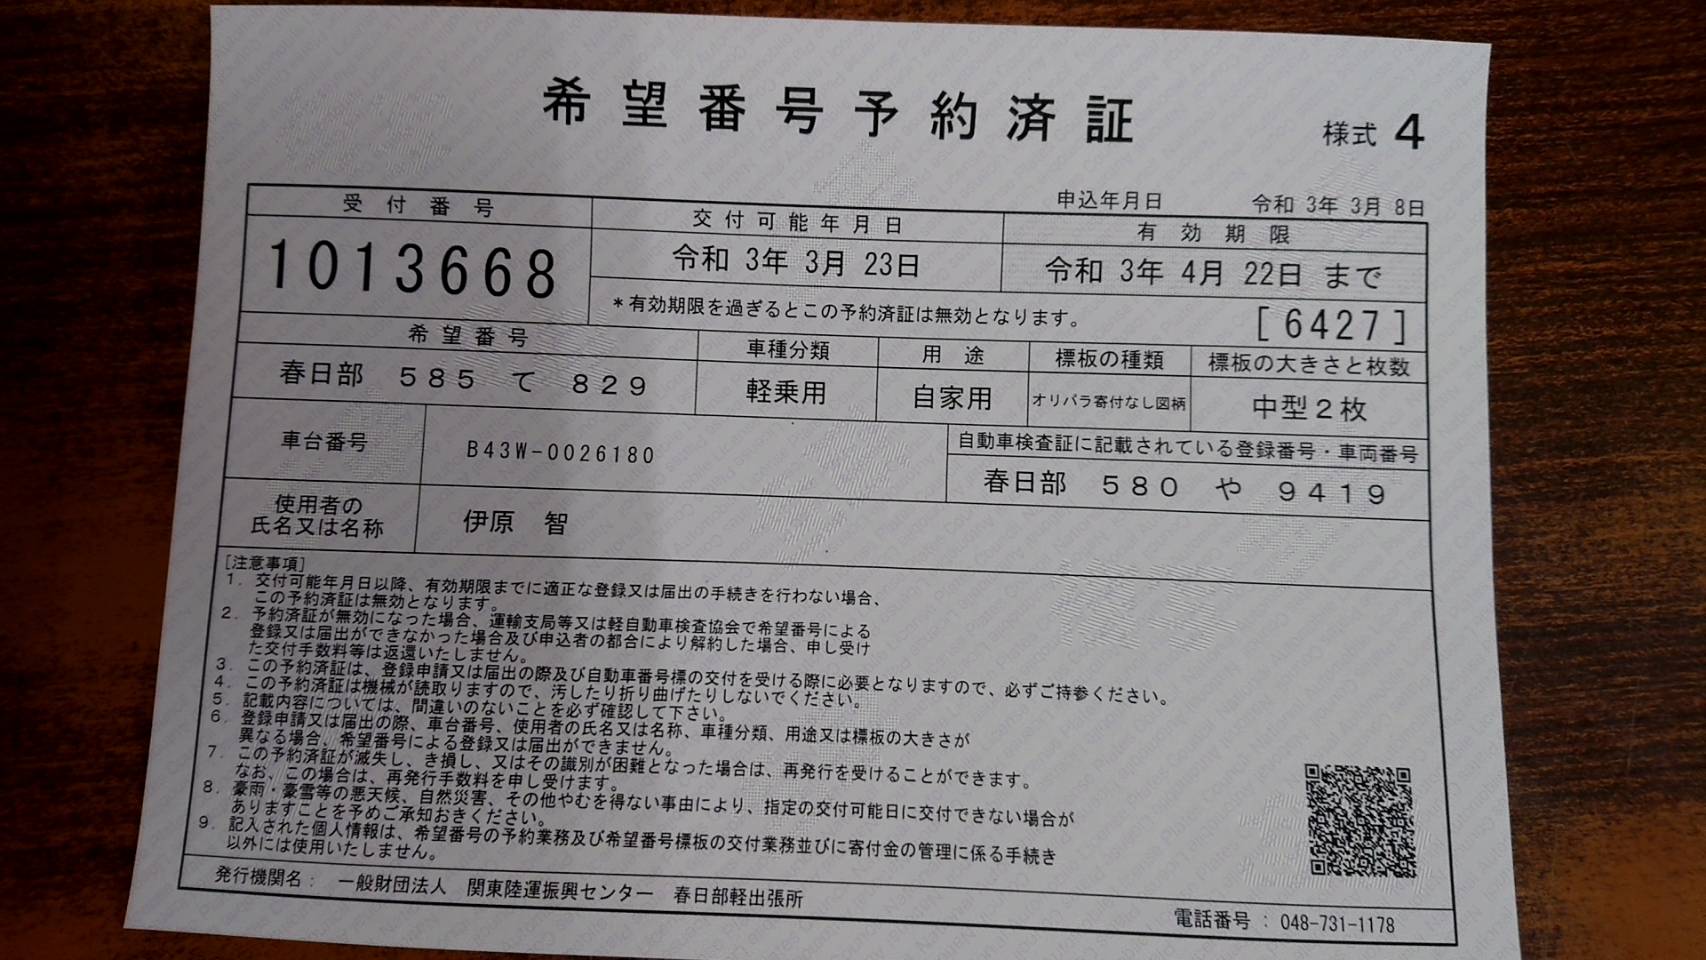 希望番号予約済証
様式 4
申込年月日 令和 3年 3月 8日
受付番号 交付可能年月日 有効期限
1013668 令和 3年 3月 23日 令和 3年 4月 22日 まで
*有効期限を過ぎるとこの予約済証は無効となります。 [6427]
希望番号 車種分類 用途 標板の種類 標板の大きさと枚数
春日部 585 て 829 軽乗用 自家用 オリパラ寄付なし図柄 中型2枚
車台番号 B43W-0026180 自動車検査証に記載されている登録番号・車両番号
春日部 580 や 9419
使用者の
氏名又は名称 伊原 智
[注意事項]
1. 交付可能年月日以降、有効期限までに適正な登録又は届出の手続きを行わない場合、
この予約済証は無効となります。
2. 予約済証が無効になった場合、運輸支局等又は軽自動車検査協会で希望番号による
登録又は届出ができなかった場合及び申込者の都合により解約した場合、申し受け
た交付手数料等は返還いたしません。
3. この予約済証は、登録申請又は届出の際及び自動車番号標の交付を受ける際に必要となりますので、必ずご持参ください。
4. この予約済証は機械が読取りますので、汚したり折り曲げたりしないでください。
5. 記載内容については、間違いのないことを必ず確認して下さい。
6. 登録申請又は届出の際、車台番号、使用者の氏名又は名称、車種分類、用途又は標板の大きさが
異なる場合、希望番号による登録又は届出ができません。
7. この予約済証が滅失し、き損し、又はその識別が困難となった場合は、再発行を受けることができます。
なお、この場合は、再発行手数料を申し受けます。
8. 豪雨・豪雪等の悪天候、自然災害、その他やむを得ない事由により、指定の交付可能日に交付できない場合が
ありますことを予めご承知おきください。
9. 記入された個人情報は、希望番号の予約業務及び希望番号標板の交付業務並びに寄付金の管理に係る手続き
以外には使用いたしません。
発行機関名: 一般財団法人 関東陸運振興センター 春日部軽出張所
電話番号 : 048-731-1178